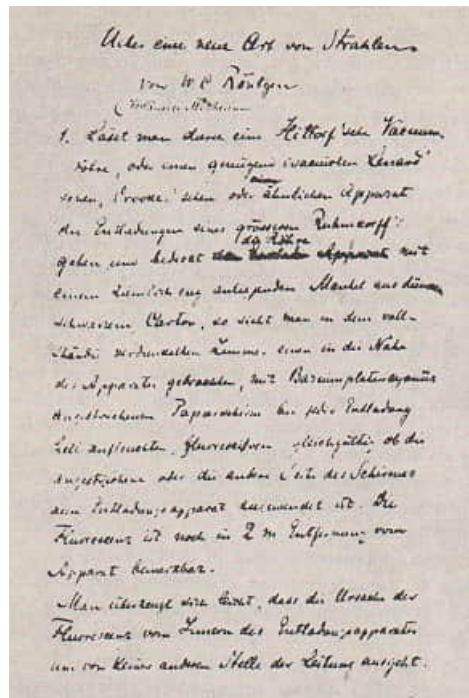 Ueber eine neue Art von Strahlen
von W. C. Röntgen
1. Lässt man durch eine Hittorf'sche Vacuum-
röhre, oder einen genügend evacuirten Lenard'
schen, Crookes'schen oder ähnlichen Apparat
die Entladungen eines grösseren Ruhmkorff's
gehen und bedeckt die Röhre mit
einem ziemlich eng anliegenden Mantel aus dünnem
schwarzem Carton, so sieht man in dem voll-
ständig verdunkelten Zimmer einen in die Nähe
des Apparates gebrachten, mit Bariumplatincyanür
angestrichenen Papierschirm bei jeder Entladung
hell aufleuchten, fluoresciren, gleichgültig ob die
angestrichene oder die andere Seite des Schirmes
dem Entladungsapparat zugewendet ist. Die
Fluorescenz ist noch in 2 m Entfernung vom
Apparat bemerkbar.
Man überzeugt sich leicht, dass die Ursache der
Fluorescenz vom Innern des Entladungsapparates
und von keiner anderen Stelle der Leitung ausgeht.